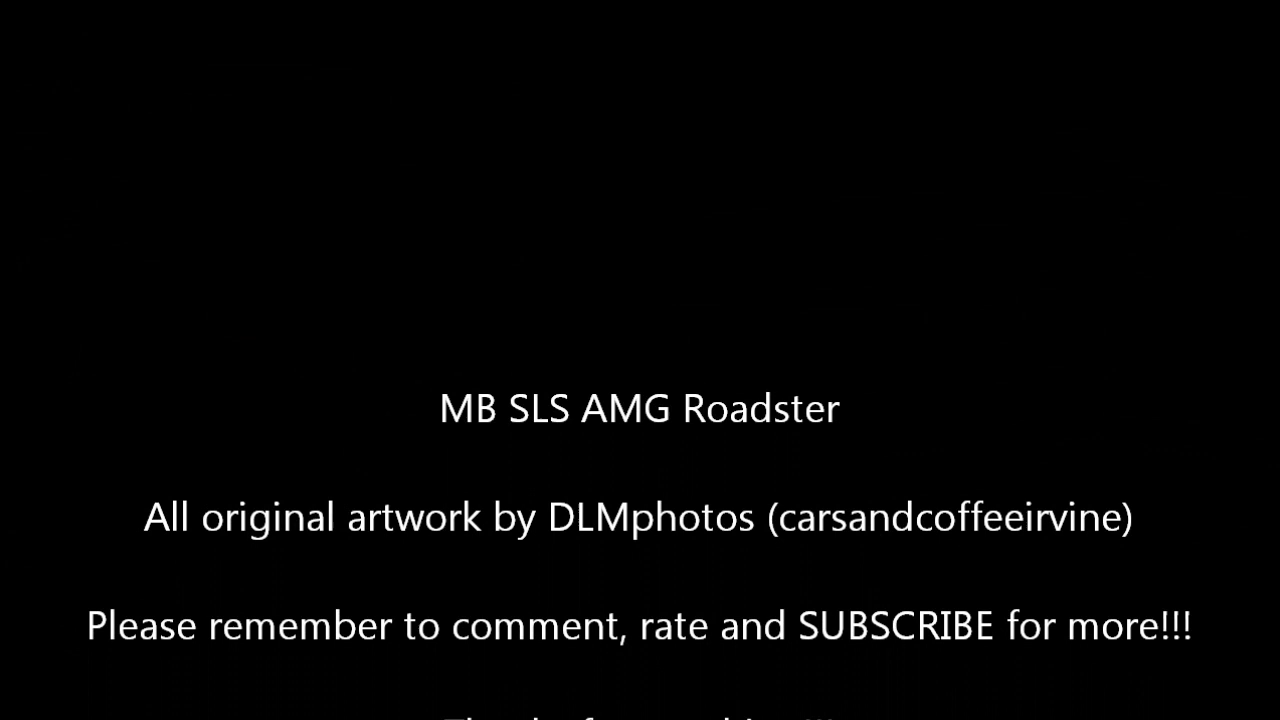 MB SLS AMG Roadster
All original artwork by DLMphotos (carsandcoffeeirvine)
Please remember to comment, rate and SUBSCRIBE for more!!!